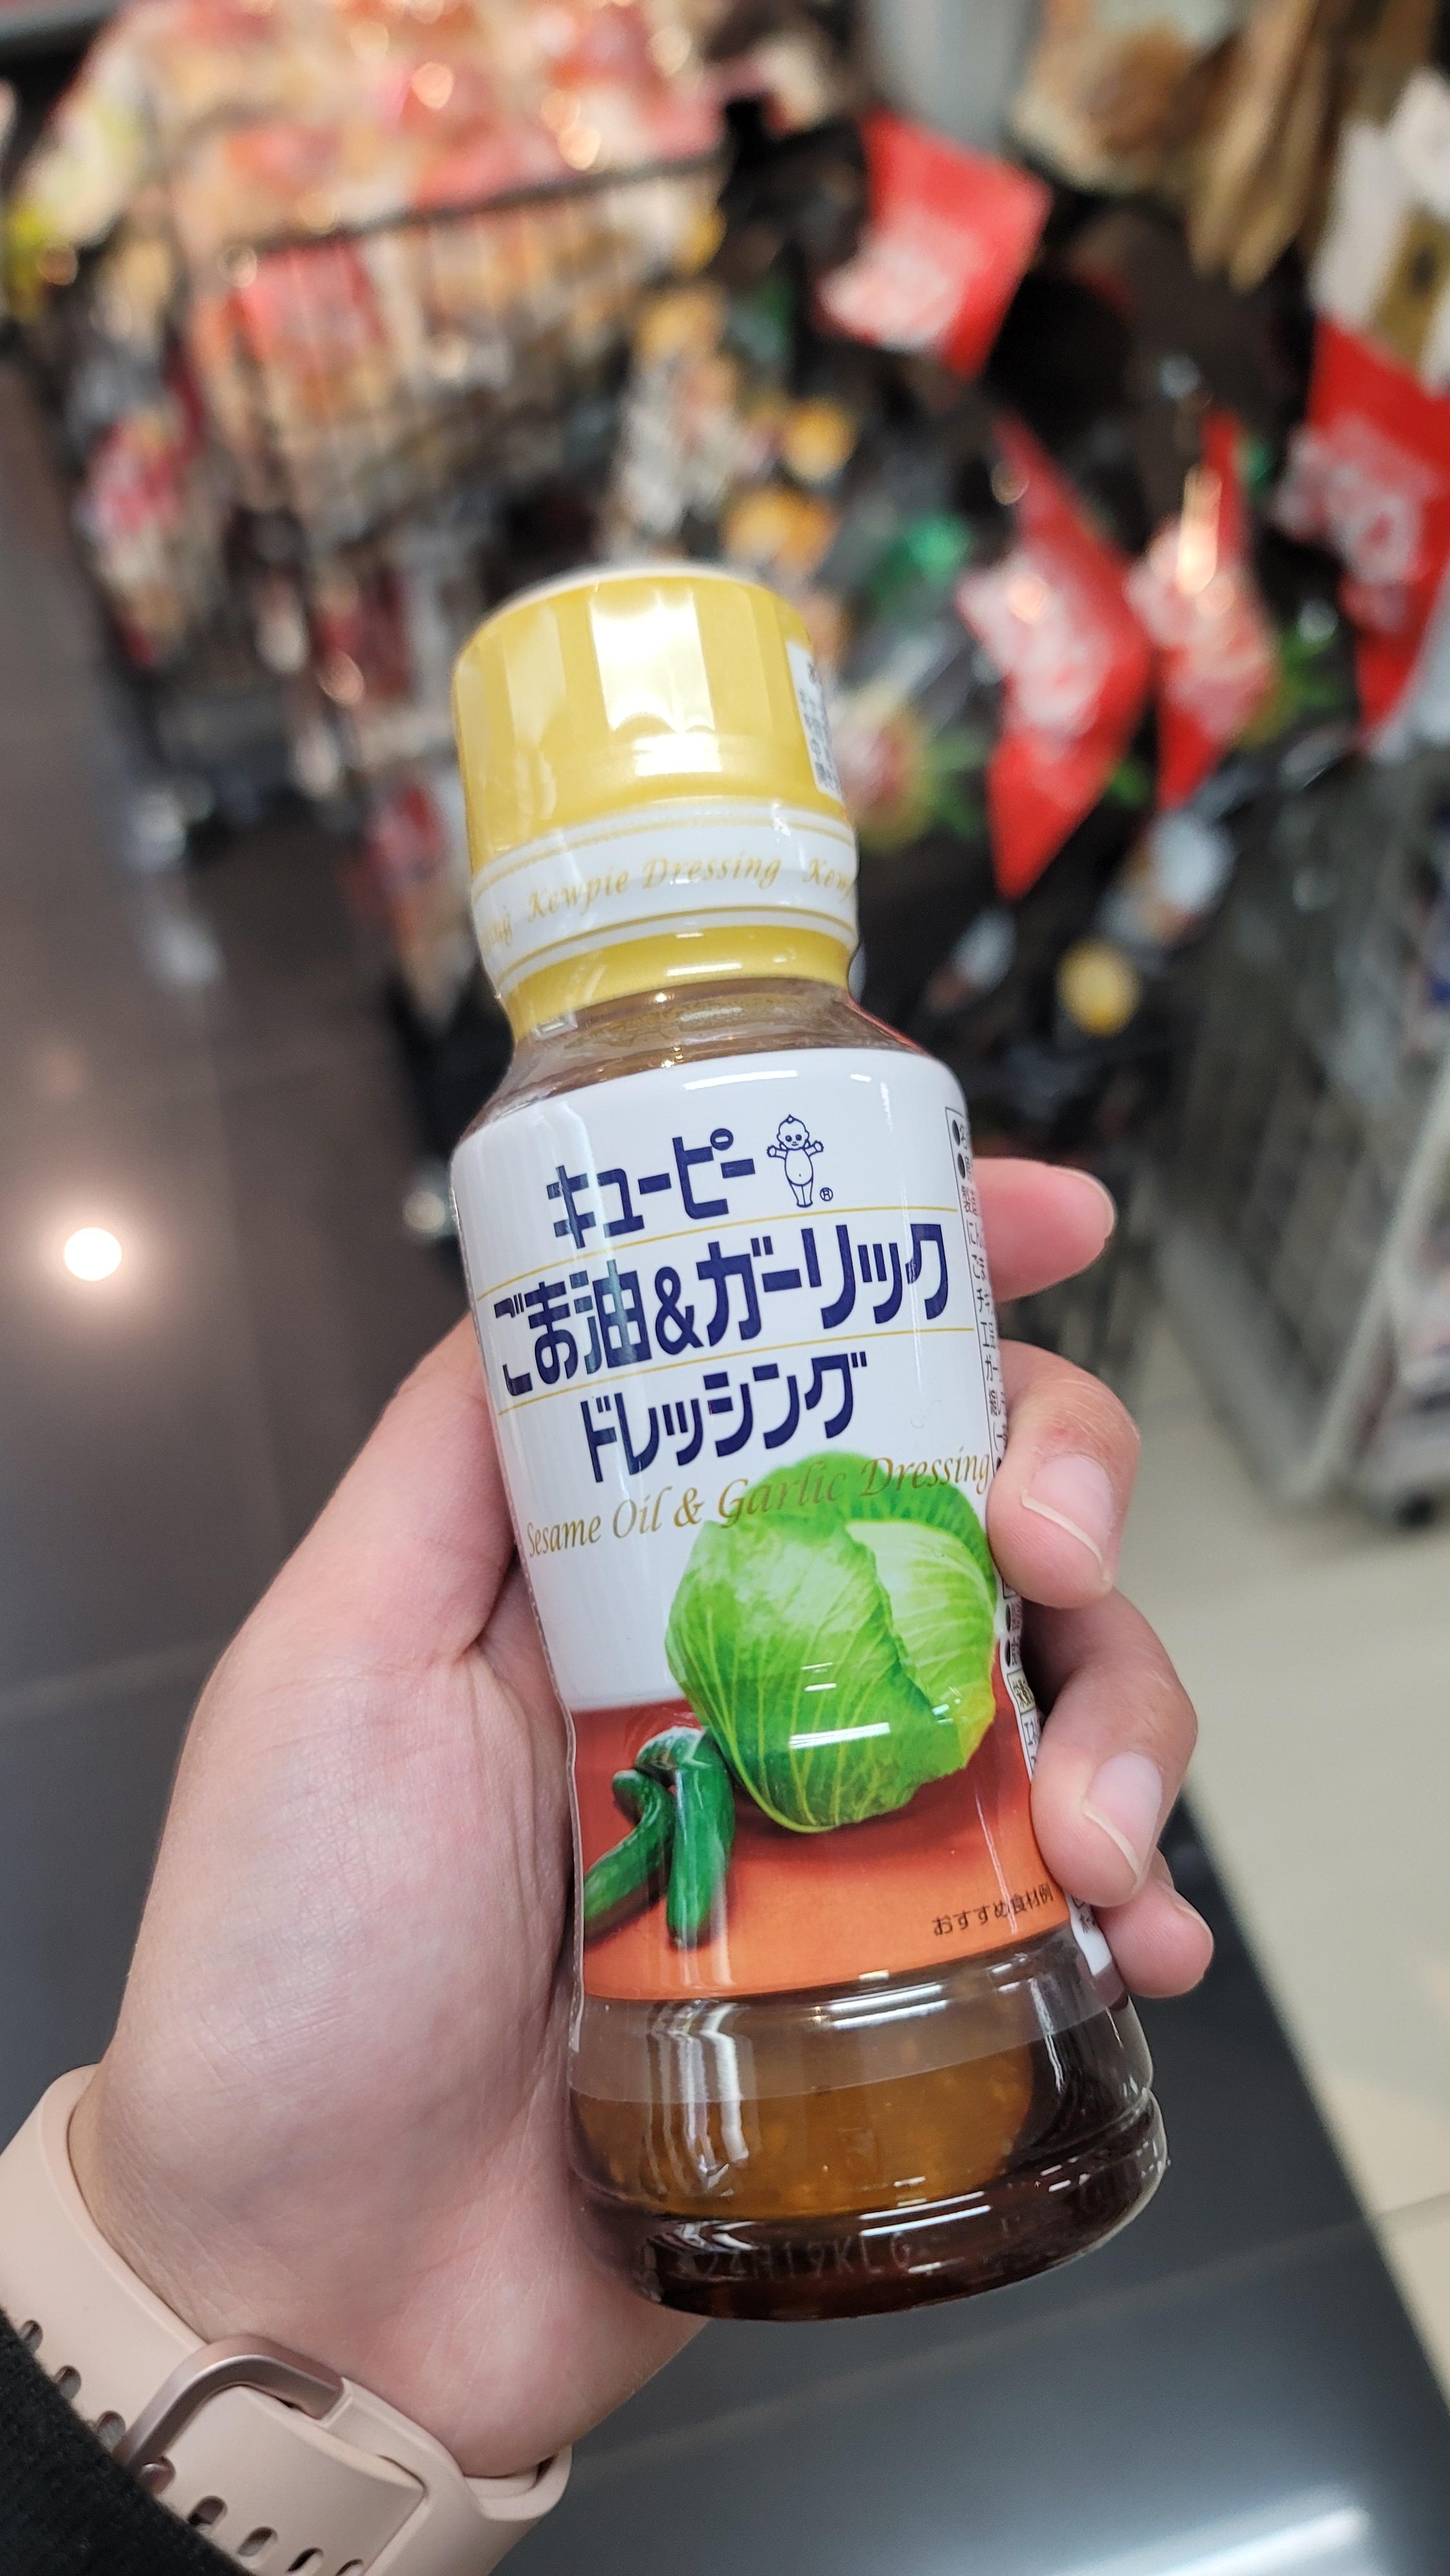 Kewpie Dressing
キューピー
®
ごま油&ガーリック
ドレッシング
Sesame Oil & Garlic Dressing
おすすめ食材例